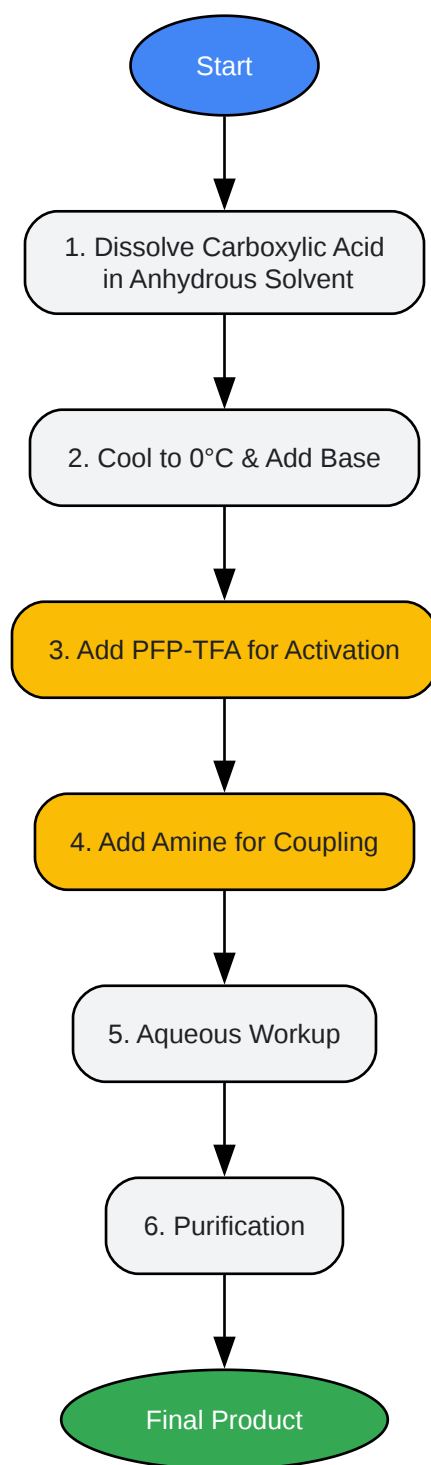 Start
1. Dissolve Carboxylic Acid
in Anhydrous Solvent
2. Cool to 0°C & Add Base
3. Add PFP-TFA for Activation
4. Add Amine for Coupling
5. Aqueous Workup
6. Purification
Final Product